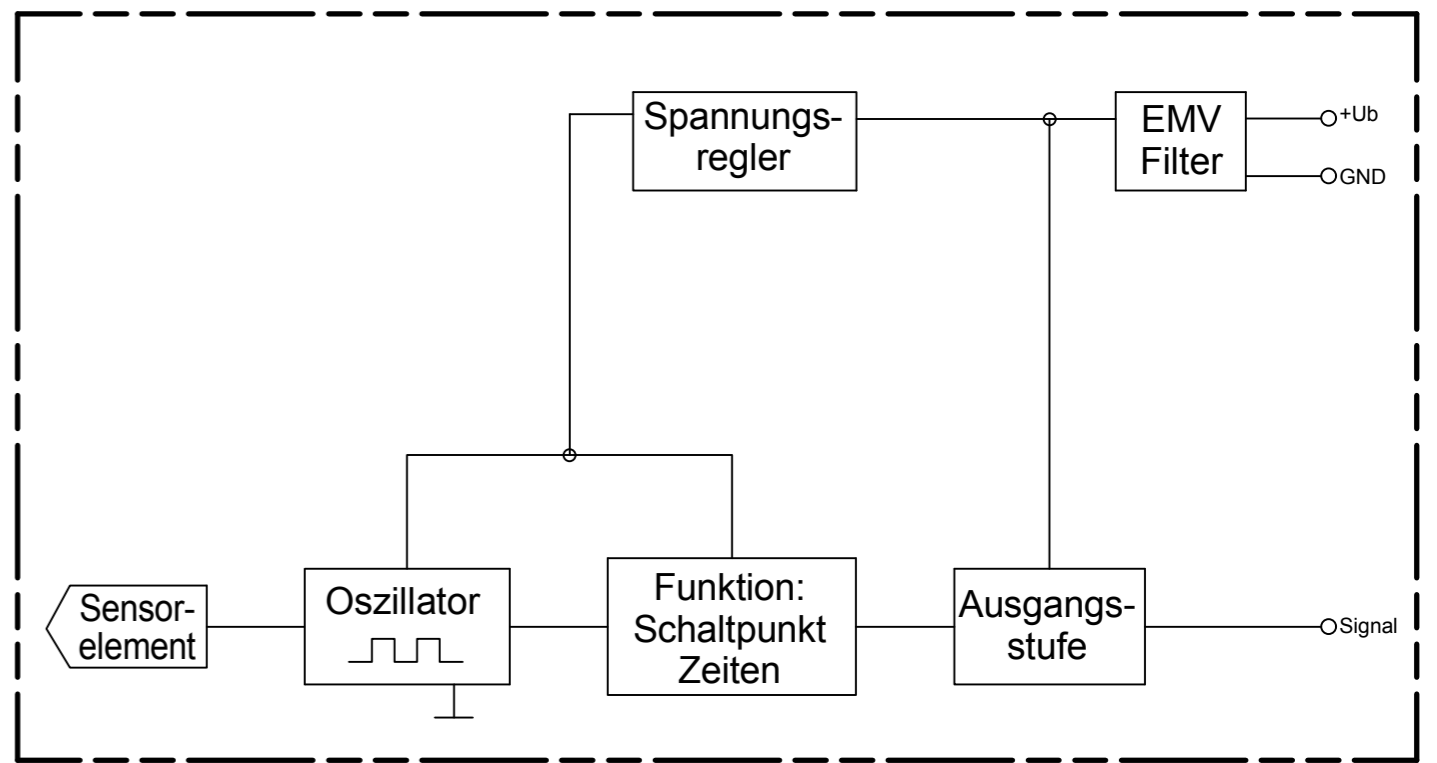 Spannungs-
regler
EMV
Filter
+Ub
GND
Sensor-
element
Oszillator
Funktion:
Schaltpunkt
Zeiten
Ausgangs-
stufe
Signal